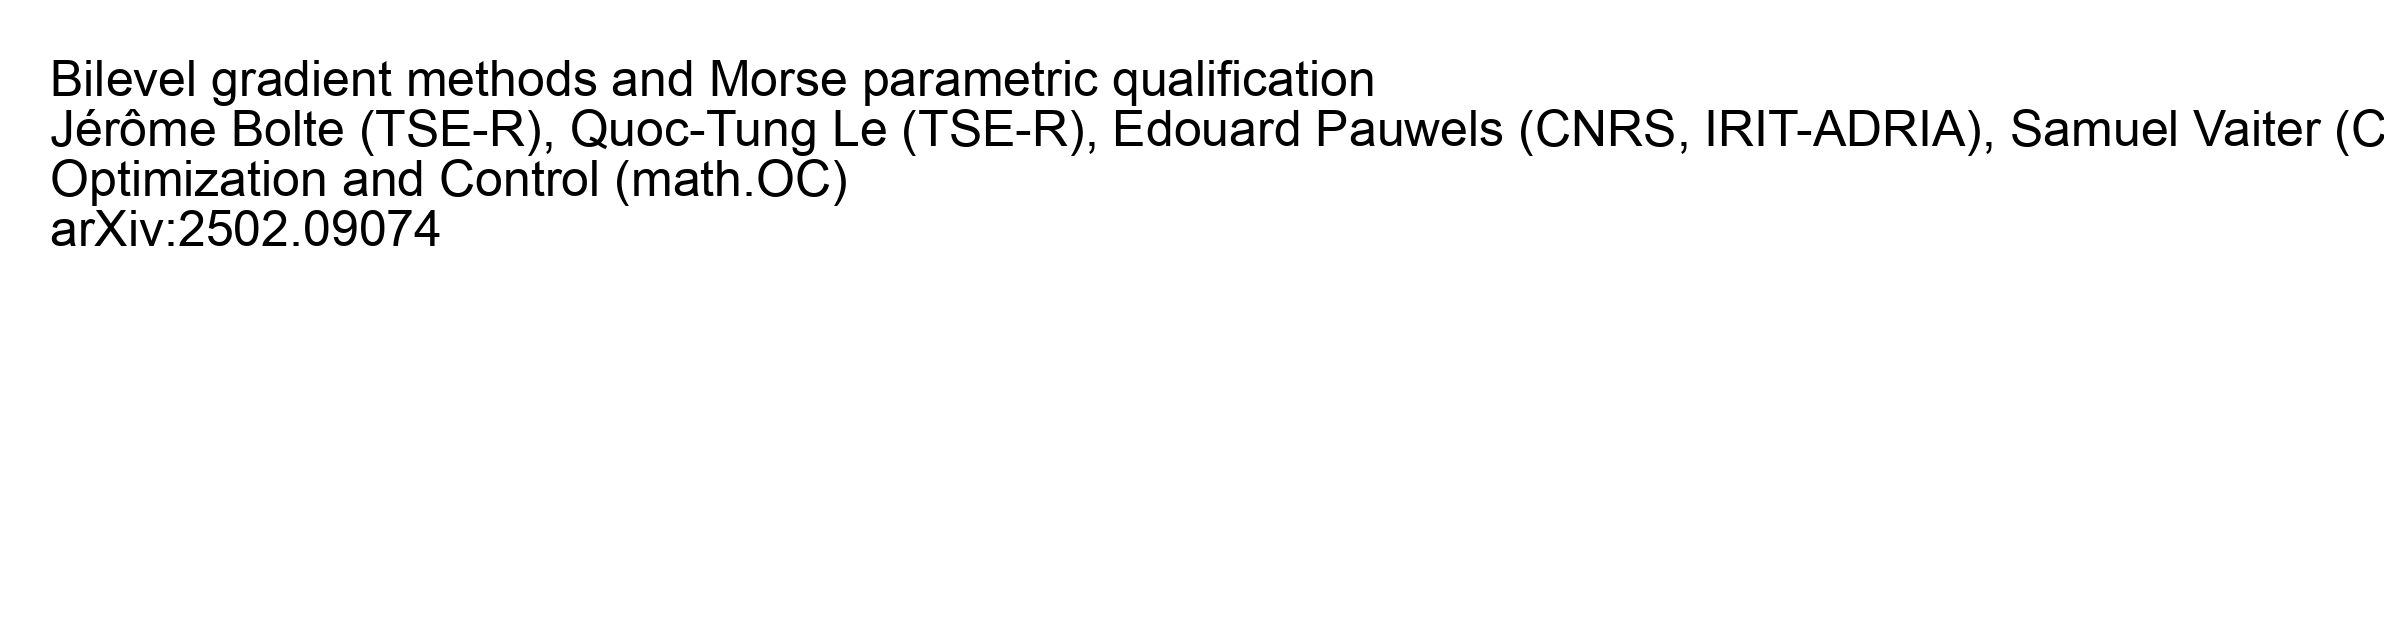 Bilevel gradient methods and Morse parametric qualification
Jérôme Bolte (TSE-R), Quoc-Tung Le (TSE-R), Edouard Pauwels (CNRS, IRIT-ADRIA), Samuel Vaiter (C
Optimization and Control (math.OC)
arXiv:2502.09074